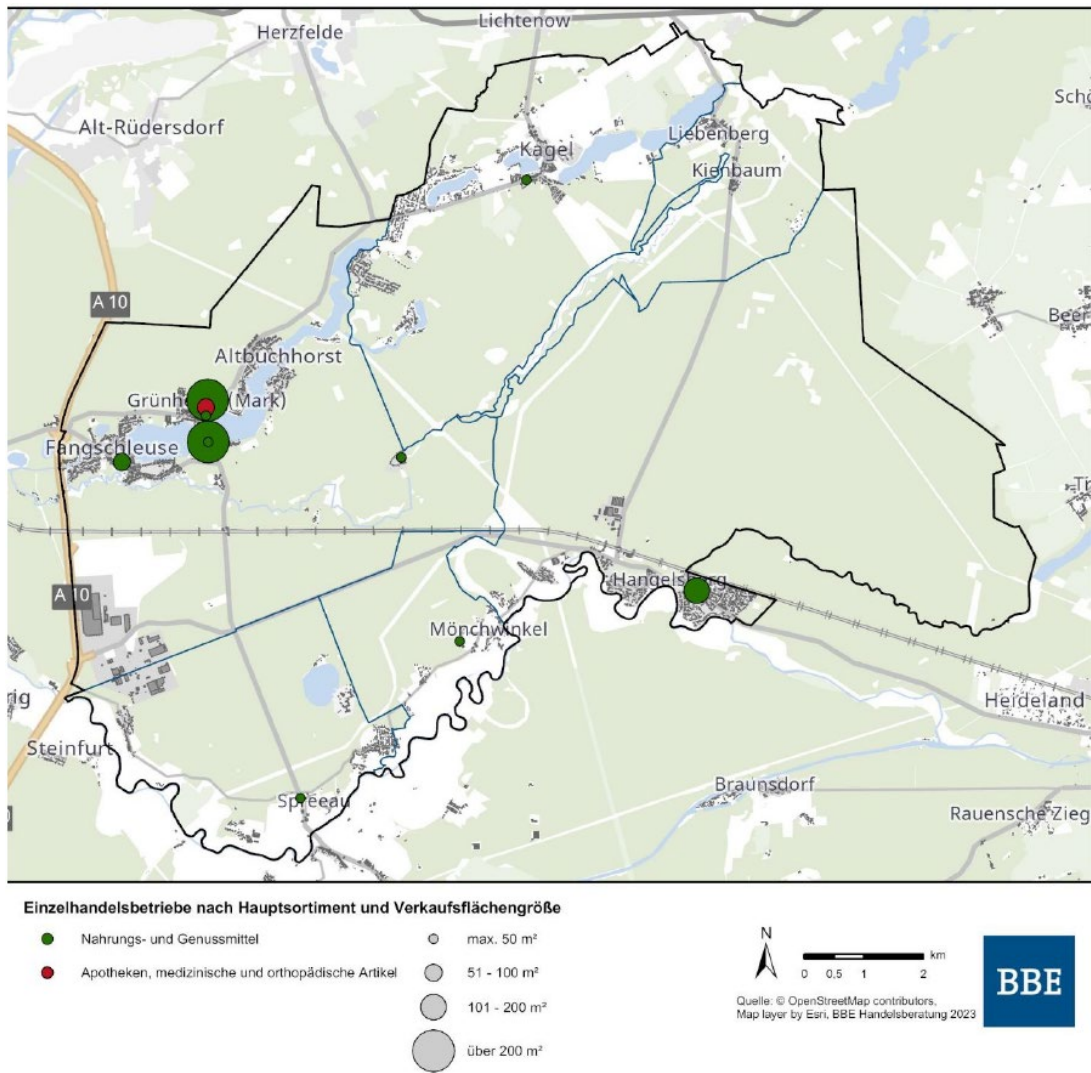 Lichtenow
Herzfelde
Schö
Alt-Rüdersdorf
Liebenberg
Kagel
Kienbaum
A 10
Beer
Altbuchhorst
(Mark)
Fangschleuse
Tr
Hangelsberg
A 10
Mönchwinkel
rig
Heideland
Steinfurt
Braunsdorf
Spreeau
Rauensche Zieg
Einzelhandelsbetriebe nach Hauptsortiment und Verkaufsflächengröße
Nahrungs- und Genussmittel
Apotheken, medizinische und orthopädische Artikel
max. 50 m²
51 - 100 m²
101 - 200 m²
über 200 m²
N
km
0 0,5 1 2
Quelle: © OpenStreetMap contributors,
Map layer by Esri, BBE Handelsberatung 2023
BBE